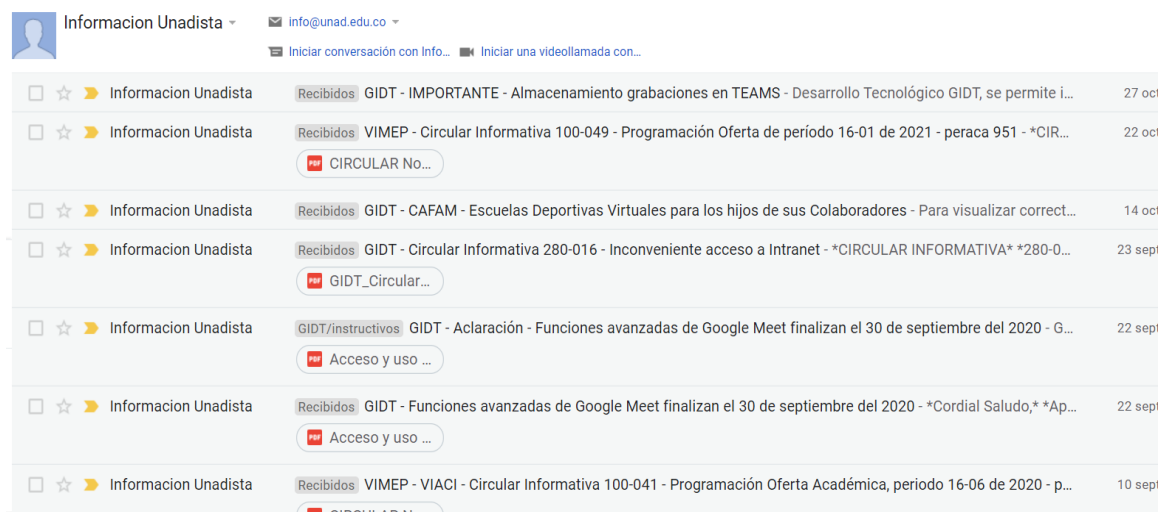 Informacion Unadista
info@unad.edu.co
Iniciar conversación con Info... Iniciar una videollamada con...
Informacion Unadista Recibidos GIDT - IMPORTANTE - Almacenamiento grabaciones en TEAMS - Desarrollo Tecnológico GIDT, se permite i... 27 oct
Informacion Unadista Recibidos VIMEP - Circular Informativa 100-049 - Programación Oferta de período 16-01 de 2021 - peraca 951 - *CIR... 22 oct
PDF CIRCULAR No...
Informacion Unadista Recibidos GIDT - CAFAM - Escuelas Deportivas Virtuales para los hijos de sus Colaboradores - Para visualizar correct... 14 oct
Informacion Unadista Recibidos GIDT - Circular Informativa 280-016 - Inconveniente acceso a Intranet - *CIRCULAR INFORMATIVA* *280-0... 23 sept
PDF GIDT_Circular...
Informacion Unadista GIDT/instructivos GIDT - Aclaración - Funciones avanzadas de Google Meet finalizan el 30 de septiembre del 2020 - G... 22 sept
PDF Acceso y uso ...
Informacion Unadista Recibidos GIDT - Funciones avanzadas de Google Meet finalizan el 30 de septiembre del 2020 - *Cordial Saludo,* *Ap... 22 sept
PDF Acceso y uso ...
Informacion Unadista Recibidos VIMEP - VIACI - Circular Informativa 100-041 - Programación Oferta Académica, periodo 16-06 de 2020 - p... 10 sept